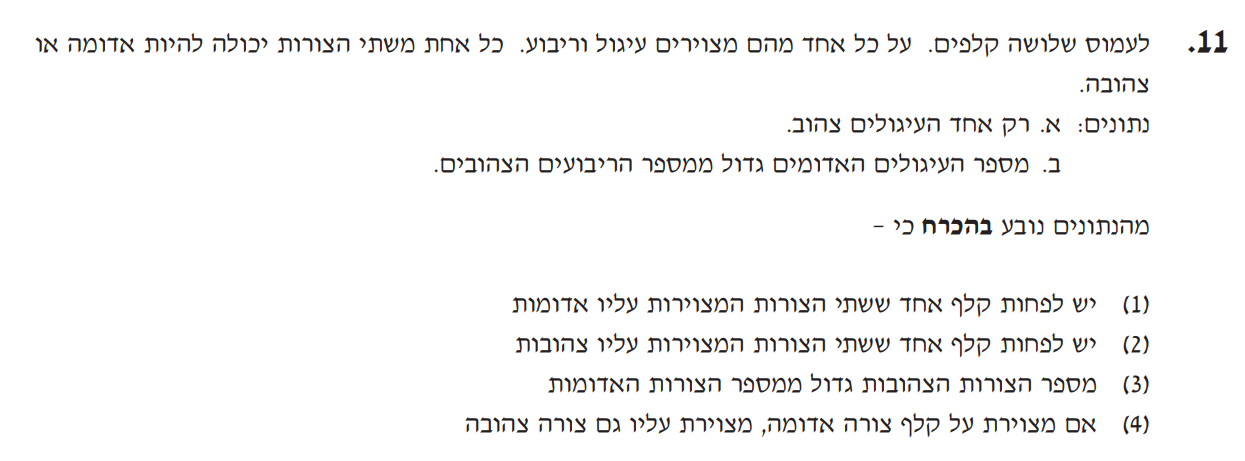 11. לעמוס שלושה קלפים. על כל אחד מהם מצוירים עיגול וריבוע. כל אחת משתי הצורות יכולה להיות אדומה או
צהובה.
נתונים: א. רק אחד העיגולים צהוב.
ב. מספר העיגולים האדומים גדול ממספר הריבועים הצהובים.
מהנתונים נובע בהכרח כי –
(1) יש לפחות קלף אחד ששתי הצורות המצוירות עליו אדומות
(2) יש לפחות קלף אחד ששתי הצורות המצוירות עליו צהובות
(3) מספר הצורות הצהובות גדול ממספר הצורות האדומות
(4) אם מצוירת על קלף צורה אדומה, מצוירת עליו גם צורה צהובה